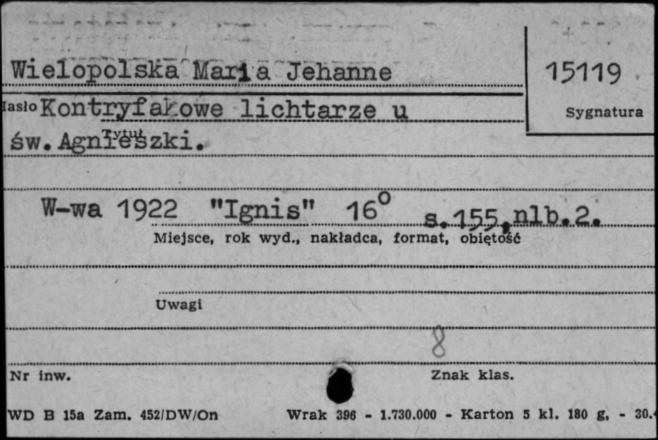 Wielopolska Maria Jehanne
15119
Hasło Kontryfałowe lichtarze u
Sygnatura
Tytuł
św. Agnieszki.
W-wa 1922 "Ignis" 16° s.155,nlb.2.
Miejsce, rok wyd., nakładca, format, objętość
Uwagi
8
Nr inw.
Znak klas.
WD B 15a Zam. 452/DW/On Wrak 396 - 1.730.000 - Karton 5 kl. 180 g, - 30.